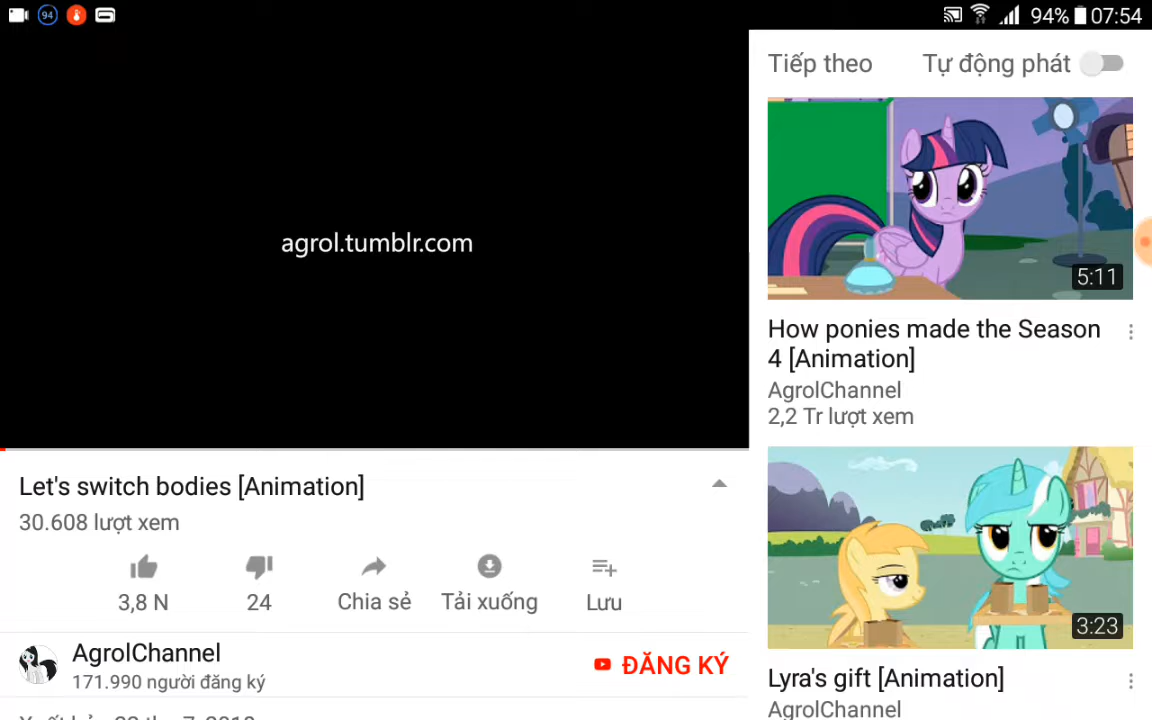 94
94% 07:54
agrol.tumblr.com
Let's switch bodies [Animation]
30.608 lượt xem
3,8 N
24
Chia sẻ
Tải xuống
Lưu
AgrolChannel
171.990 người đăng ký
ĐĂNG KÝ
Tiếp theo
Tự động phát
5:11
How ponies made the Season
4 [Animation]
AgrolChannel
2,2 Tr lượt xem
3:23
Lyra's gift [Animation]
AgrolChannel